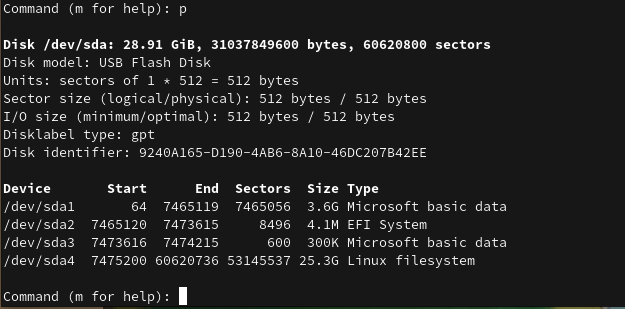 Command (m for help): p
Disk /dev/sda: 28.91 GiB, 31037849600 bytes, 60620800 sectors
Disk model: USB Flash Disk
Units: sectors of 1 * 512 = 512 bytes
Sector size (logical/physical): 512 bytes / 512 bytes
I/O size (minimum/optimal): 512 bytes / 512 bytes
Disklabel type: gpt
Disk identifier: 9240A165-D190-4AB6-8A10-46DC207B42EE
Device Start End Sectors Size Type
/dev/sda1 64 7465119 7465056 3.6G Microsoft basic data
/dev/sda2 7465120 7473615 8496 4.1M EFI System
/dev/sda3 7473616 7474215 600 300K Microsoft basic data
/dev/sda4 7475200 60620736 53145537 25.3G Linux filesystem
Command (m for help):